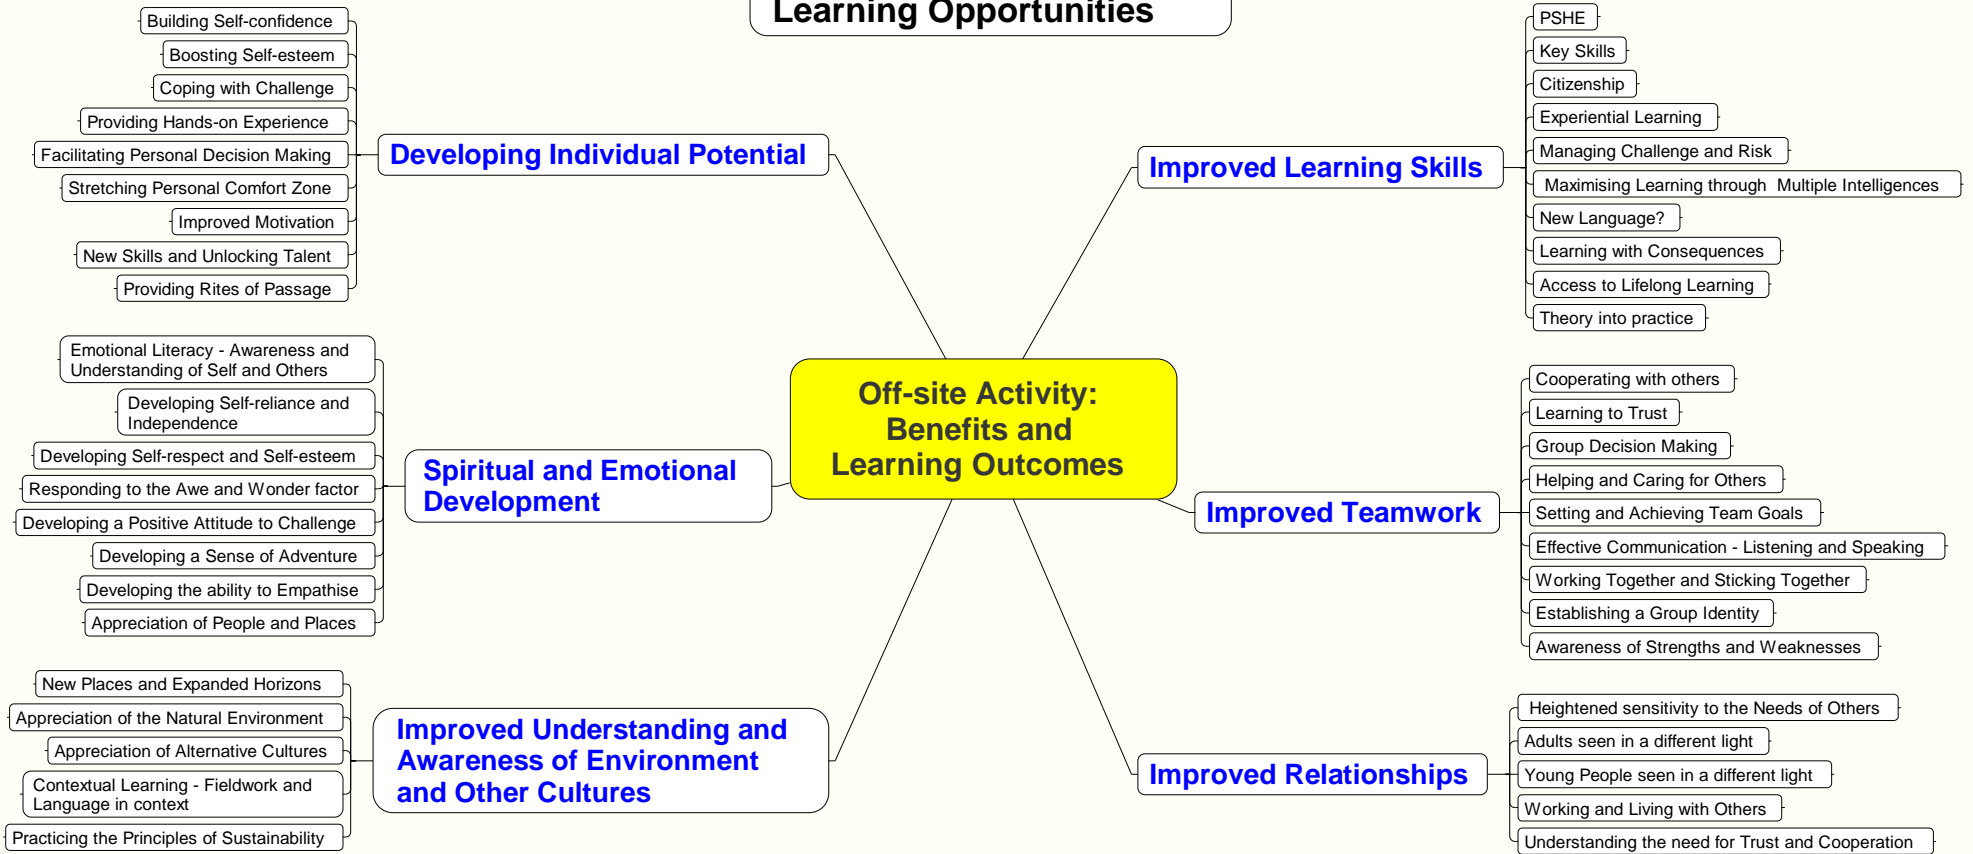 Learning Opportunities
Building Self-confidence
Boosting Self-esteem
Coping with Challenge
Providing Hands-on Experience
Facilitating Personal Decision Making
Stretching Personal Comfort Zone
Improved Motivation
New Skills and Unlocking Talent
Providing Rites of Passage
Developing Individual Potential
Emotional Literacy - Awareness and
Understanding of Self and Others
Developing Self-reliance and
Independence
Developing Self-respect and Self-esteem
Responding to the Awe and Wonder factor
Developing a Positive Attitude to Challenge
Developing a Sense of Adventure
Developing the ability to Empathise
Appreciation of People and Places
Spiritual and Emotional
Development
New Places and Expanded Horizons
Appreciation of the Natural Environment
Appreciation of Alternative Cultures
Contextual Learning - Fieldwork and
Language in context
Practicing the Principles of Sustainability
Improved Understanding and
Awareness of Environment
and Other Cultures
Off-site Activity:
Benefits and
Learning Outcomes
Improved Learning Skills
PSHE
Key Skills
Citizenship
Experiential Learning
Managing Challenge and Risk
Maximising Learning through Multiple Intelligences
New Language?
Learning with Consequences
Access to Lifelong Learning
Theory into practice
Improved Teamwork
Cooperating with others
Learning to Trust
Group Decision Making
Helping and Caring for Others
Setting and Achieving Team Goals
Effective Communication - Listening and Speaking
Working Together and Sticking Together
Establishing a Group Identity
Awareness of Strengths and Weaknesses
Improved Relationships
Heightened sensitivity to the Needs of Others
Adults seen in a different light
Young People seen in a different light
Working and Living with Others
Understanding the need for Trust and Cooperation